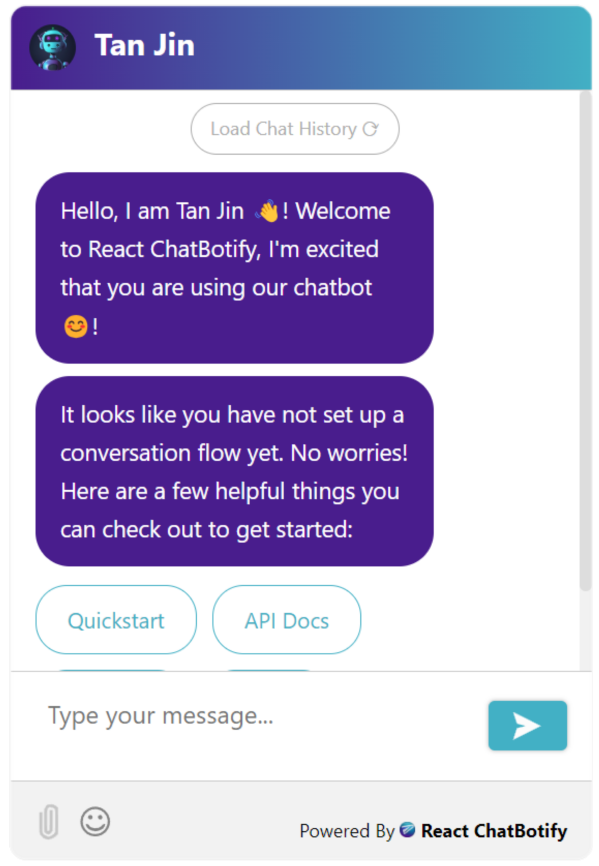 Tan Jin
Load Chat History ⟳
Hello, I am Tan Jin 👋! Welcome
to React ChatBotify, I'm excited
that you are using our chatbot
😊!
It looks like you have not set up a
conversation flow yet. No worries!
Here are a few helpful things you
can check out to get started:
Quickstart
API Docs
Type your message...
Powered By React ChatBotify